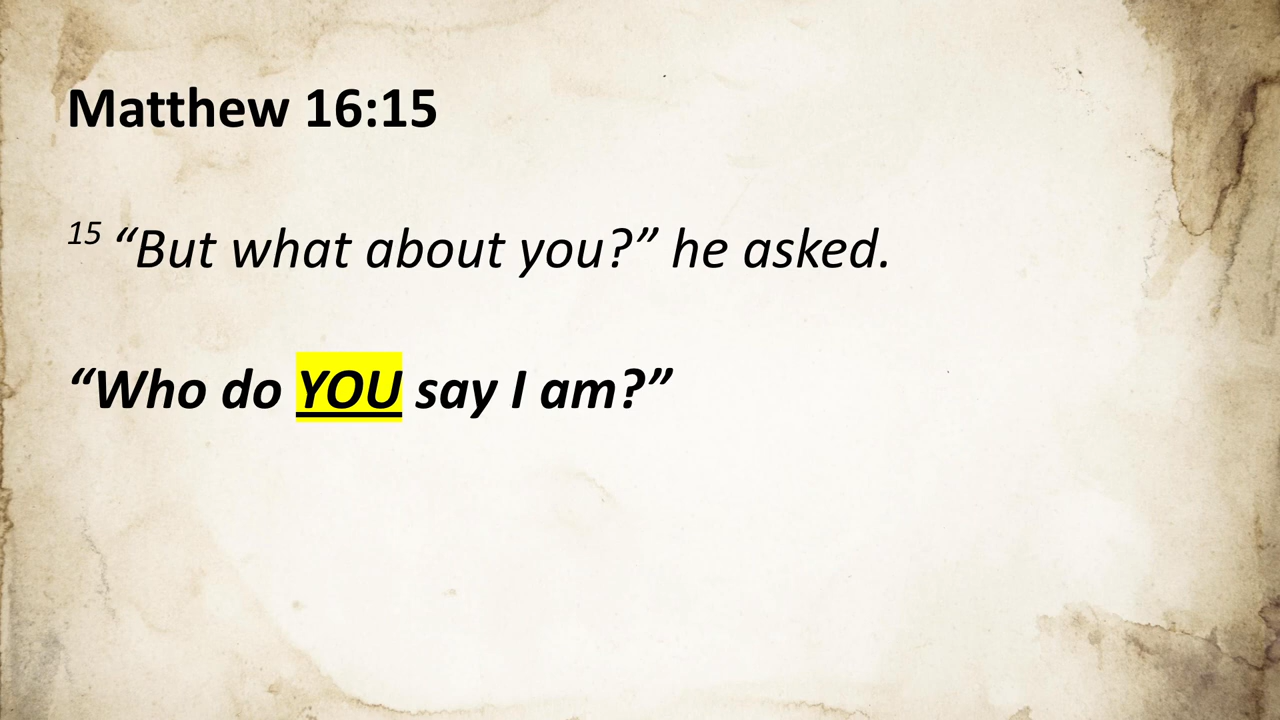 Matthew 16:15
15 “But what about you?” he asked.
“Who do YOU say I am?”